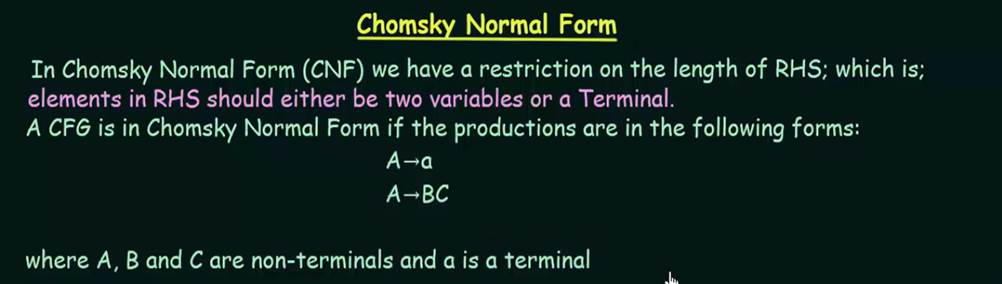 Chomsky Normal Form
In Chomsky Normal Form (CNF) we have a restriction on the length of RHS; which is;
elements in RHS should either be two variables or a Terminal.
A CFG is in Chomsky Normal Form if the productions are in the following forms:
A→a
A→BC
where A, B and C are non-terminals and a is a terminal